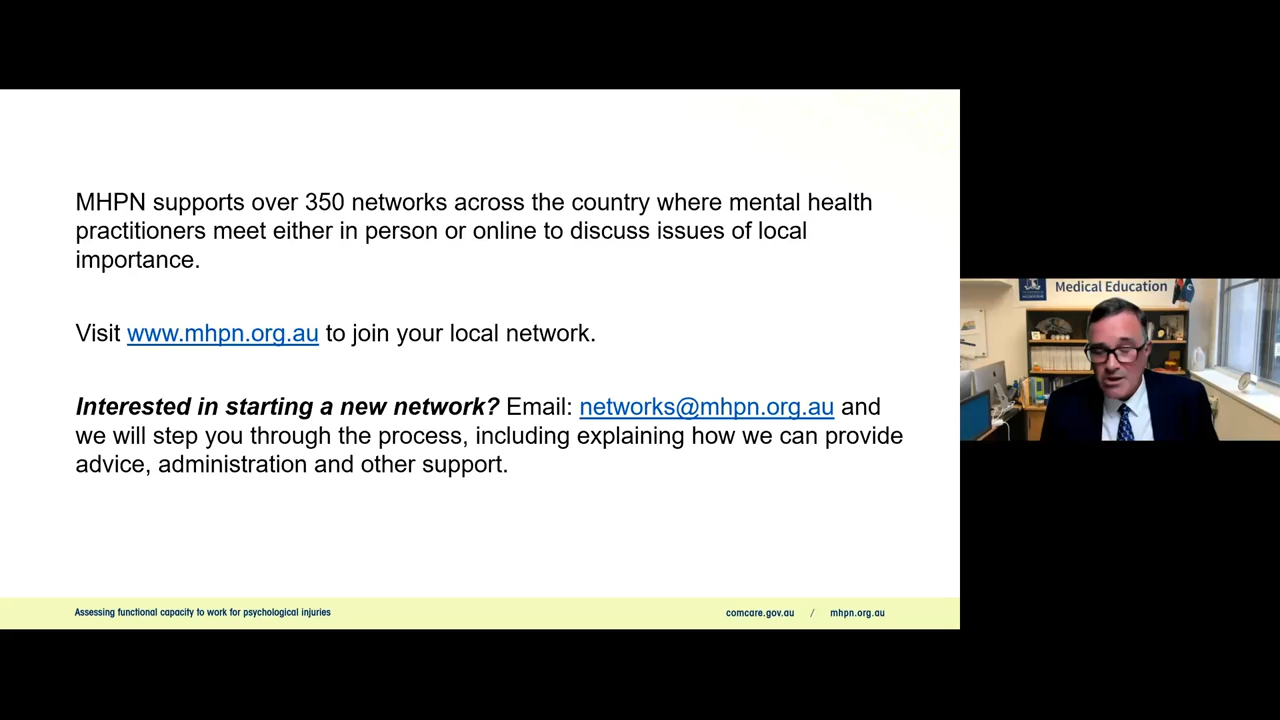 MHPN supports over 350 networks across the country where mental health
practitioners meet either in person or online to discuss issues of local
importance.
Visit www.mhpn.org.au to join your local network.
Interested in starting a new network? Email: networks@mhpn.org.au and
we will step you through the process, including explaining how we can provide
advice, administration and other support.
Assessing functional capacity to work for psychological injuries
comcare.gov.au / mhpn.org.au
Medical Education
MELBOURNE